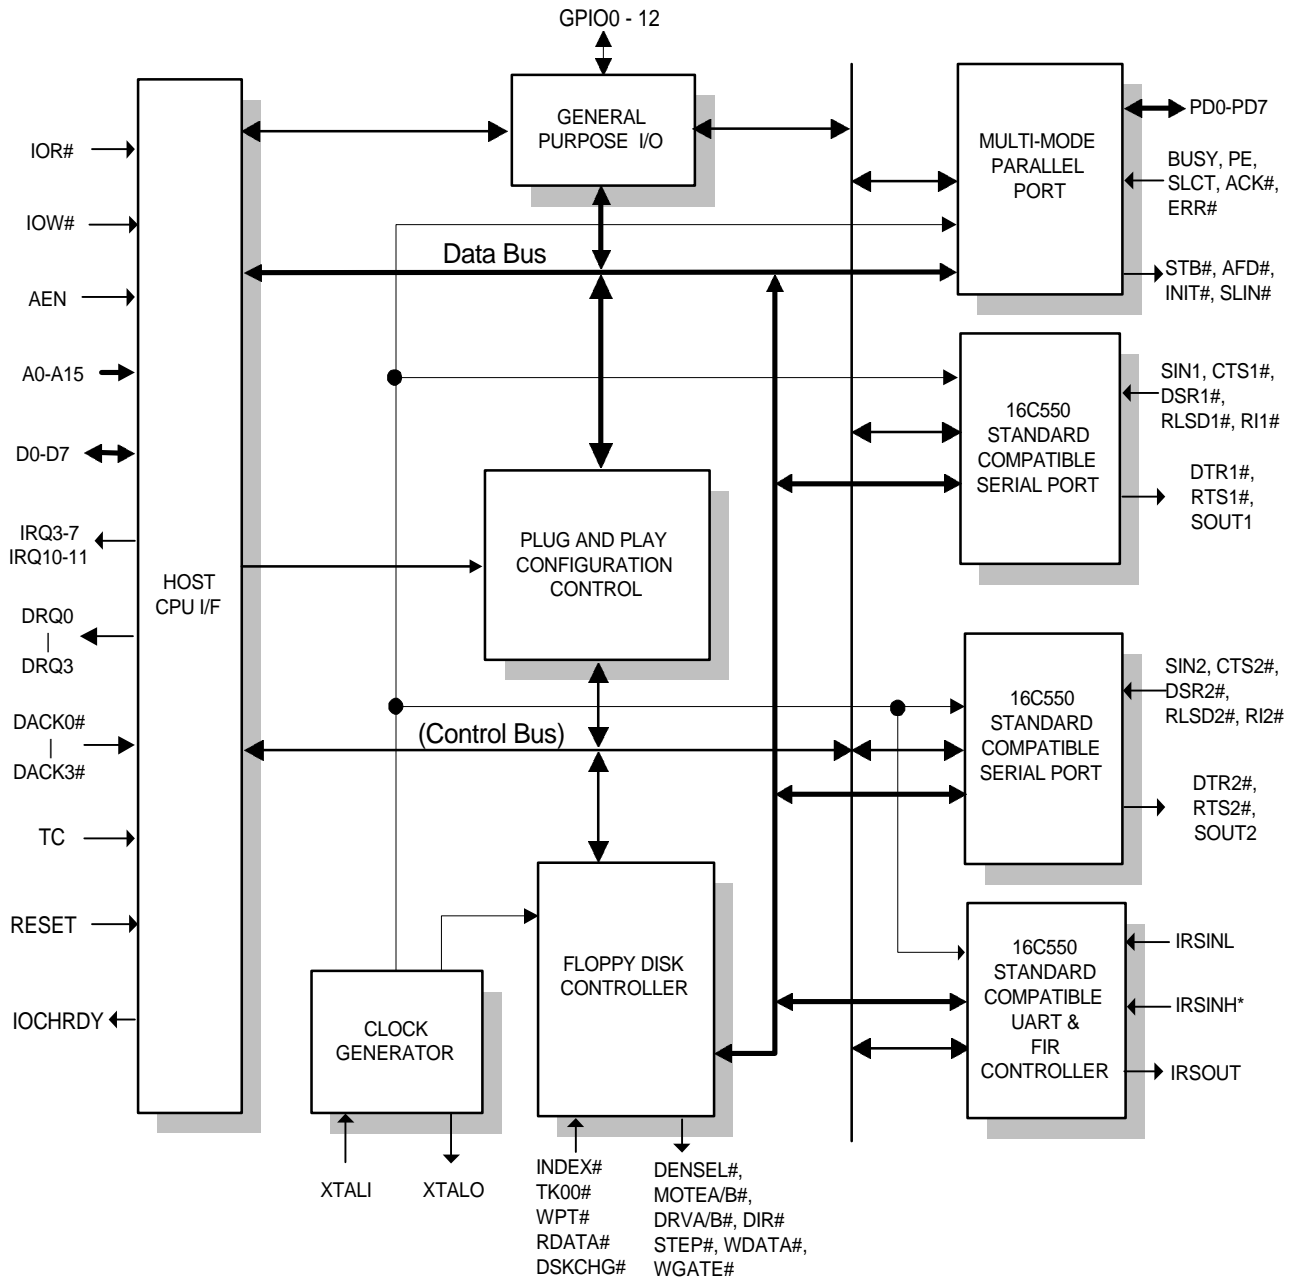 GPIO0 - 12
GENERAL
PURPOSE I/O
MULTI-MODE
PARALLEL
PORT
PD0-PD7
BUSY, PE,
SLCT, ACK#,
ERR#
STB#, AFD#,
INIT#, SLIN#
IOR#
IOW#
AEN
A0-A15
D0-D7
IRQ3-7
IRQ10-11
DRQ0
|
DRQ3
DACK0#
|
DACK3#
TC
RESET
IOCHRDY
HOST
CPU I/F
Data Bus
16C550
STANDARD
COMPATIBLE
SERIAL PORT
SIN1, CTS1#,
DSR1#,
RLSD1#, RI1#
DTR1#,
RTS1#,
SOUT1
PLUG AND PLAY
CONFIGURATION
CONTROL
(Control Bus)
16C550
STANDARD
COMPATIBLE
SERIAL PORT
SIN2, CTS2#,
DSR2#,
RLSD2#, RI2#
DTR2#,
RTS2#,
SOUT2
FLOPPY DISK
CONTROLLER
CLOCK
GENERATOR
16C550
STANDARD
COMPATIBLE
UART &
FIR
CONTROLLER
IRSINL
IRSINH*
IRSOUT
XTALI
XTALO
INDEX#
TK00#
WPT#
RDATA#
DSKCHG#
DENSEL#,
MOTEA/B#,
DRVA/B#, DIR#
STEP#, WDATA#,
WGATE#